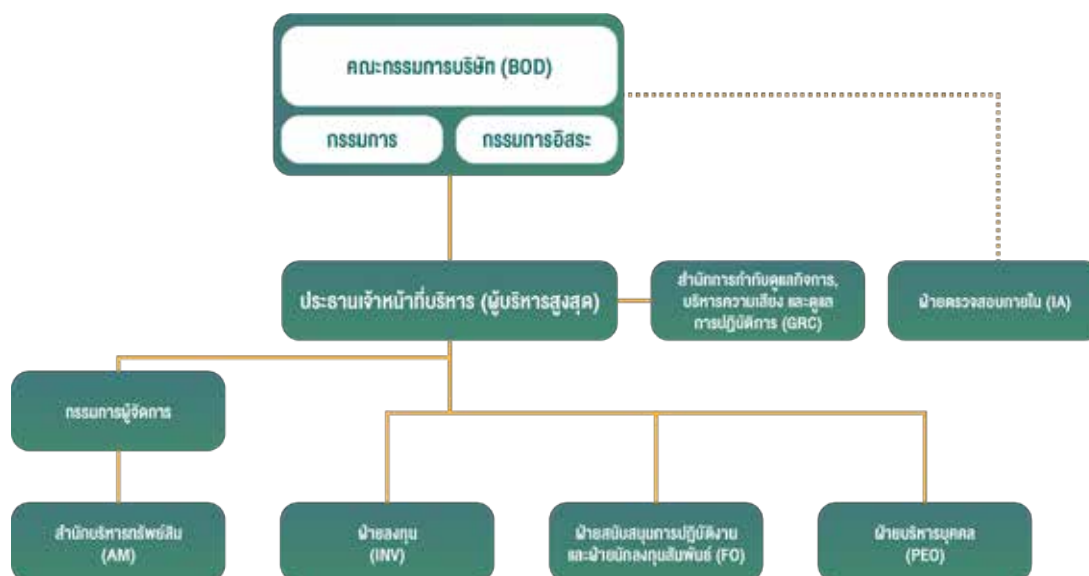 คณะกรรมการบริษัท (BOD)
กรรมการ
กรรมการอิสระ
ประธานเจ้าหน้าที่บริหาร (ผู้บริหารสูงสุด)
สำนักการกำกับดูแลกิจการ,
บริหารความเสี่ยง และดูแล
การปฏิบัติการ (GRC)
ฝ่ายตรวจสอบภายใน (IA)
กรรมการผู้จัดการ
สำนักบริหารทรัพย์สิน
(AM)
ฝ่ายลงทุน
(INV)
ฝ่ายสนับสนุนการปฏิบัติงาน
และฝ่ายนักลงทุนสัมพันธ์ (FO)
ฝ่ายบริหารบุคคล
(PEO)